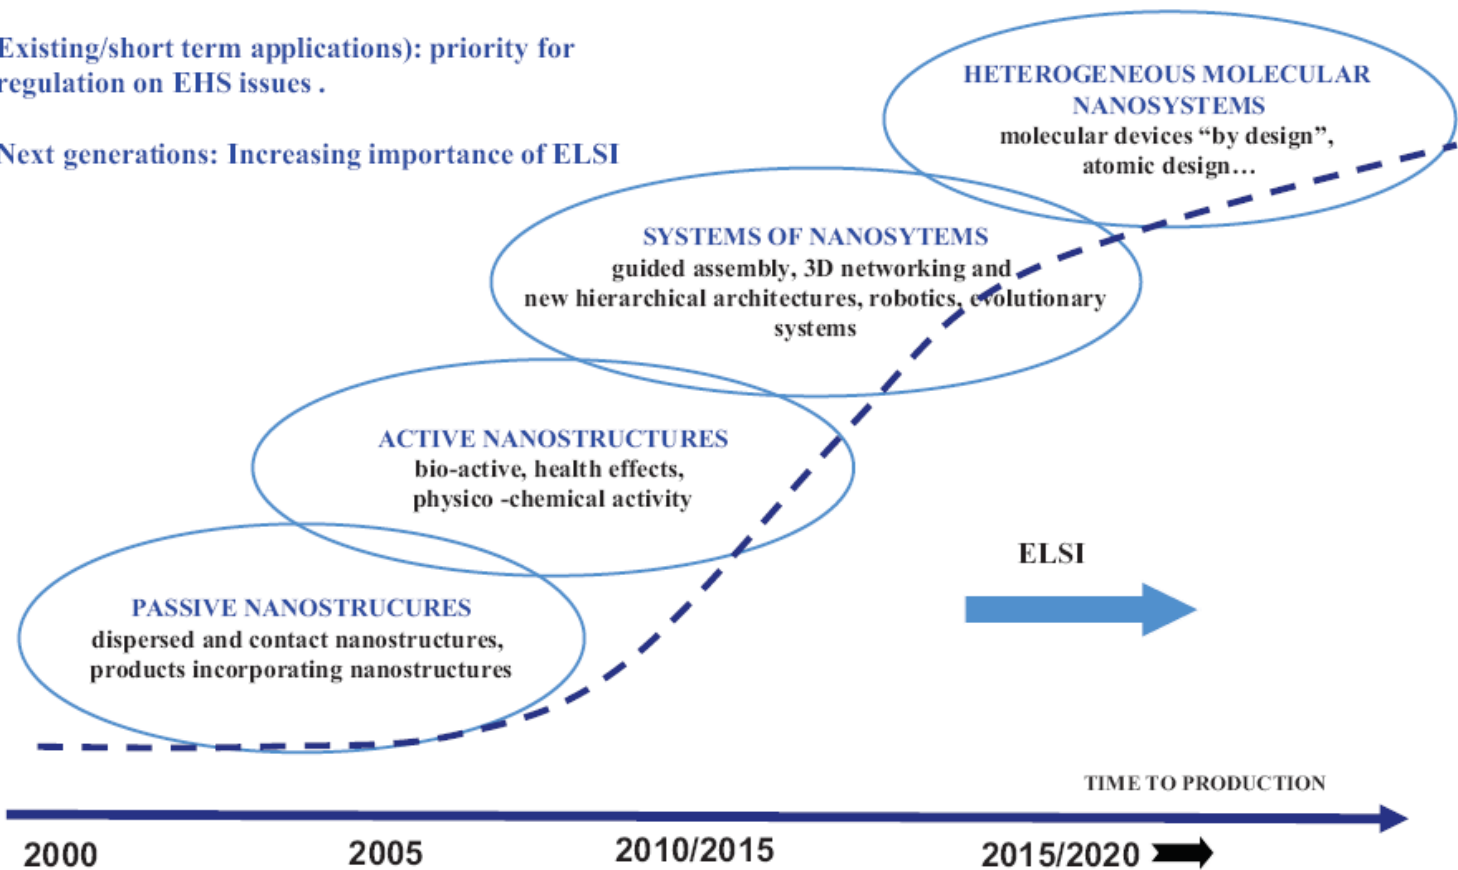 Existing/short term applications): priority for
regulation on EHS issues .
Next generations: Increasing importance of ELSI
HETEROGENEOUS MOLECULAR
NANOSYSTEMS
molecular devices “by design”,
atomic design...
SYSTEMS OF NANOSYTEMS
guided assembly, 3D networking and
new hierarchical architectures, robotics, evolutionary
systems
ACTIVE NANOSTRUCTURES
bio-active, health effects,
physico -chemical activity
ELSI
PASSIVE NANOSTRUCURES
dispersed and contact nanostructures,
products incorporating nanostructures
TIME TO PRODUCTION
2000 2005 2010/2015 2015/2020